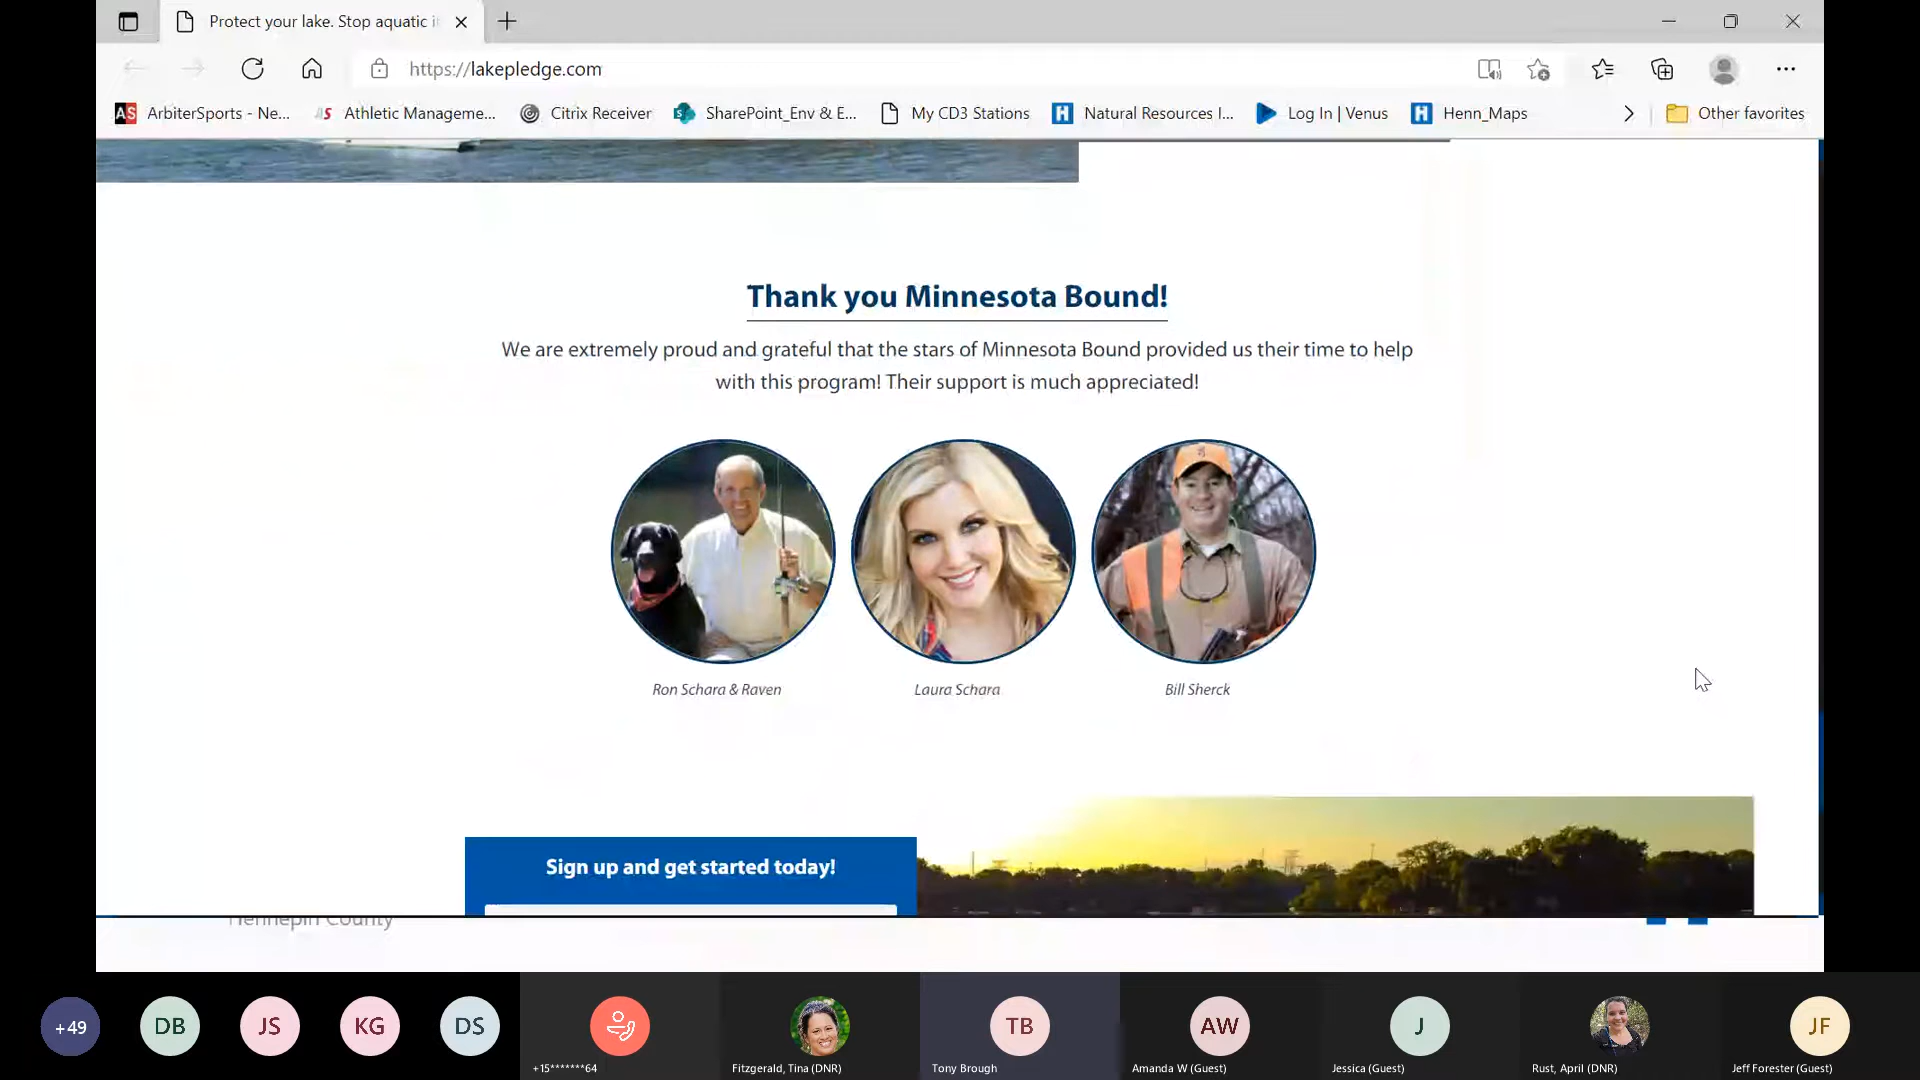 Protect your lake. Stop aquatic i
https://lakepledge.com
AS ArbiterSports - Ne...
AS Athletic Manageme...
Citrix Receiver
S SharePoint_Env & E...
My CD3 Stations
H Natural Resources I...
Log In | Venus
H Henn_Maps
Other favorites
Thank you Minnesota Bound!
We are extremely proud and grateful that the stars of Minnesota Bound provided us their time to help
with this program! Their support is much appreciated!
Ron Schara & Raven
Laura Schara
Bill Sherck
Sign up and get started today!
Hennepin County
+49
DB
JS
KG
DS
TB
AW
J
JF
+15*******64
Fitzgerald, Tina (DNR)
Tony Brough
Amanda W (Guest)
Jessica (Guest)
Rust, April (DNR)
Jeff Forester (Guest)